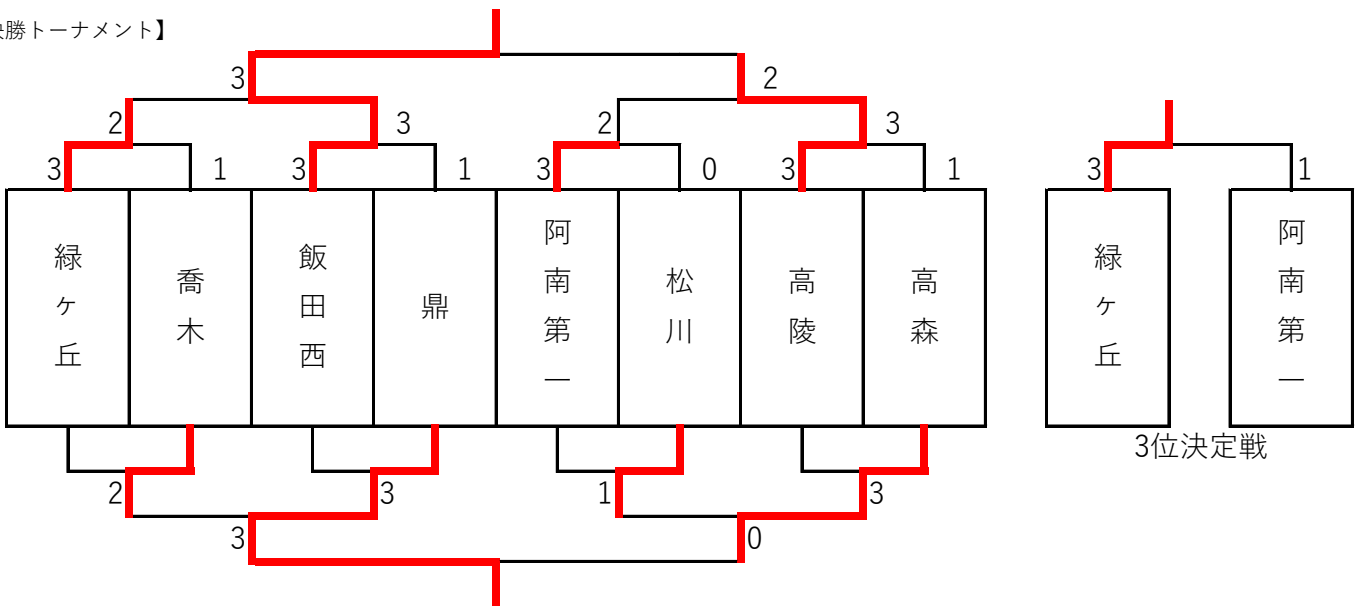 勝トーナメント】
3 2
2 3 2 3
3 1 3 1 3 0 3 1
3 1
緑ヶ丘
喬木
飯田西
鼎
阿南第一
松川
高陵
高森
緑ヶ丘
阿南第一
3位決定戦
2 3 1 3
3 0